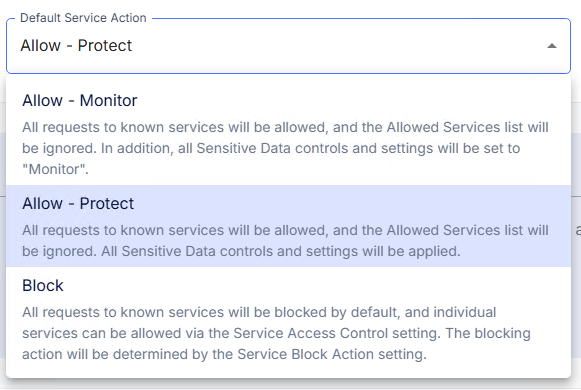 Default Service Action
Allow - Protect
Allow - Monitor
All requests to known services will be allowed, and the Allowed Services list will
be ignored. In addition, all Sensitive Data controls and settings will be set to
"Monitor".
Allow - Protect
All requests to known services will be allowed, and the Allowed Services list will
be ignored. All Sensitive Data controls and settings will be applied.
Block
All requests to known services will be blocked by default, and individual
services can be allowed via the Service Access Control setting. The blocking
action will be determined by the Service Block Action setting.